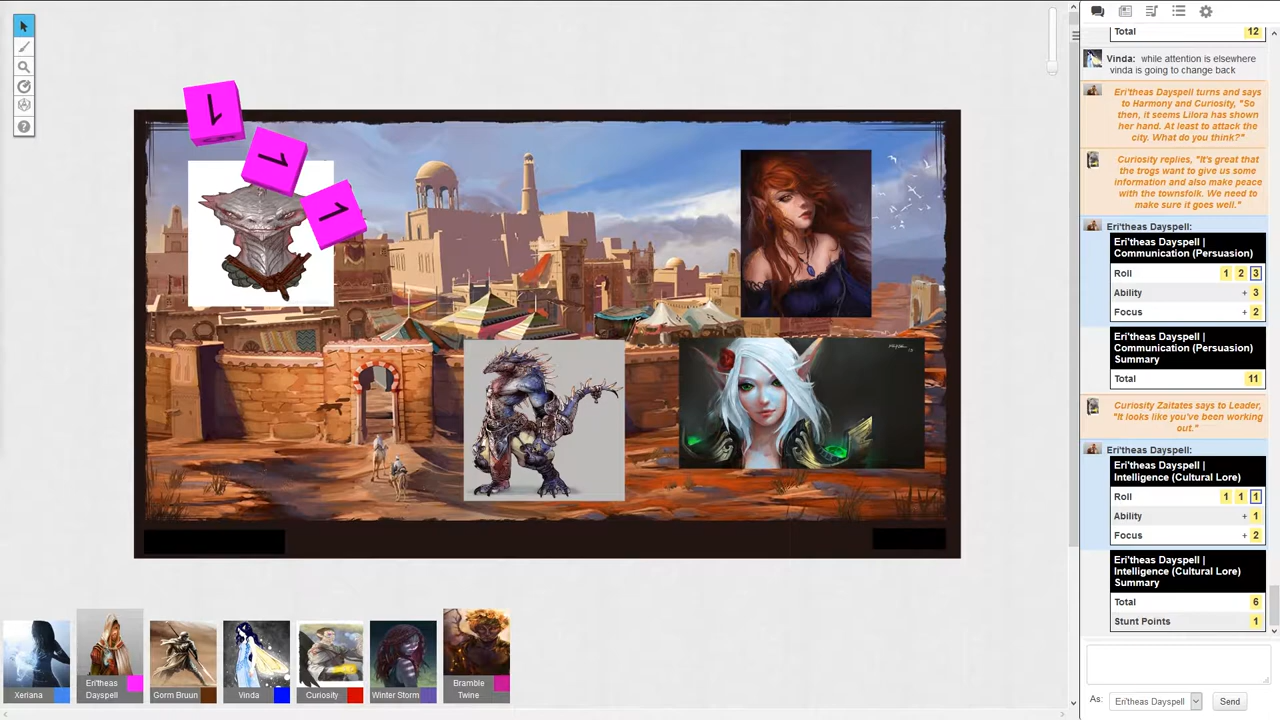 1
1
1
Xeriana
Eri'theas
Dayspell
Gorm Bruun
Vinda
Curiosity
Winter Storm
Bramble
Twine
Total 12
Vinda: while attention is elsewhere
vinda is going to change back
Eri'theas Dayspell turns and says
to Harmony and Curiosity, "So
then, it seems Lilora has shown
her hand. At least to attack the
city. What do you think?"
Curiosity replies, "It's great that
the trogs want to give us some
information and also make peace
with the townsfolk. We need to
make sure it goes well."
Eri'theas Dayspell:
Eri'theas Dayspell |
Communication (Persuasion)
Roll 1 2 3
Ability + 3
Focus + 2
Eri'theas Dayspell |
Communication (Persuasion)
Summary
Total 11
Curiosity Zaitates says to Leader,
"It looks like you've been working
out."
Eri'theas Dayspell:
Eri'theas Dayspell |
Intelligence (Cultural Lore)
Roll 1 1 1
Ability + 1
Focus + 2
Eri'theas Dayspell |
Intelligence (Cultural Lore)
Summary
Total 6
Stunt Points 1
As: Eri'theas Dayspell Send